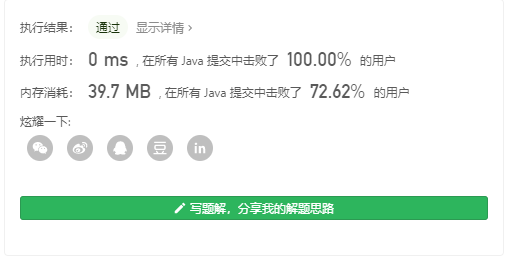 执行结果： 通过 显示详情 ›
执行用时： 0 ms , 在所有 Java 提交中击败了 100.00% 的用户
内存消耗： 39.7 MB , 在所有 Java 提交中击败了 72.62% 的用户
炫耀一下:
豆 in
写题解，分享我的解题思路